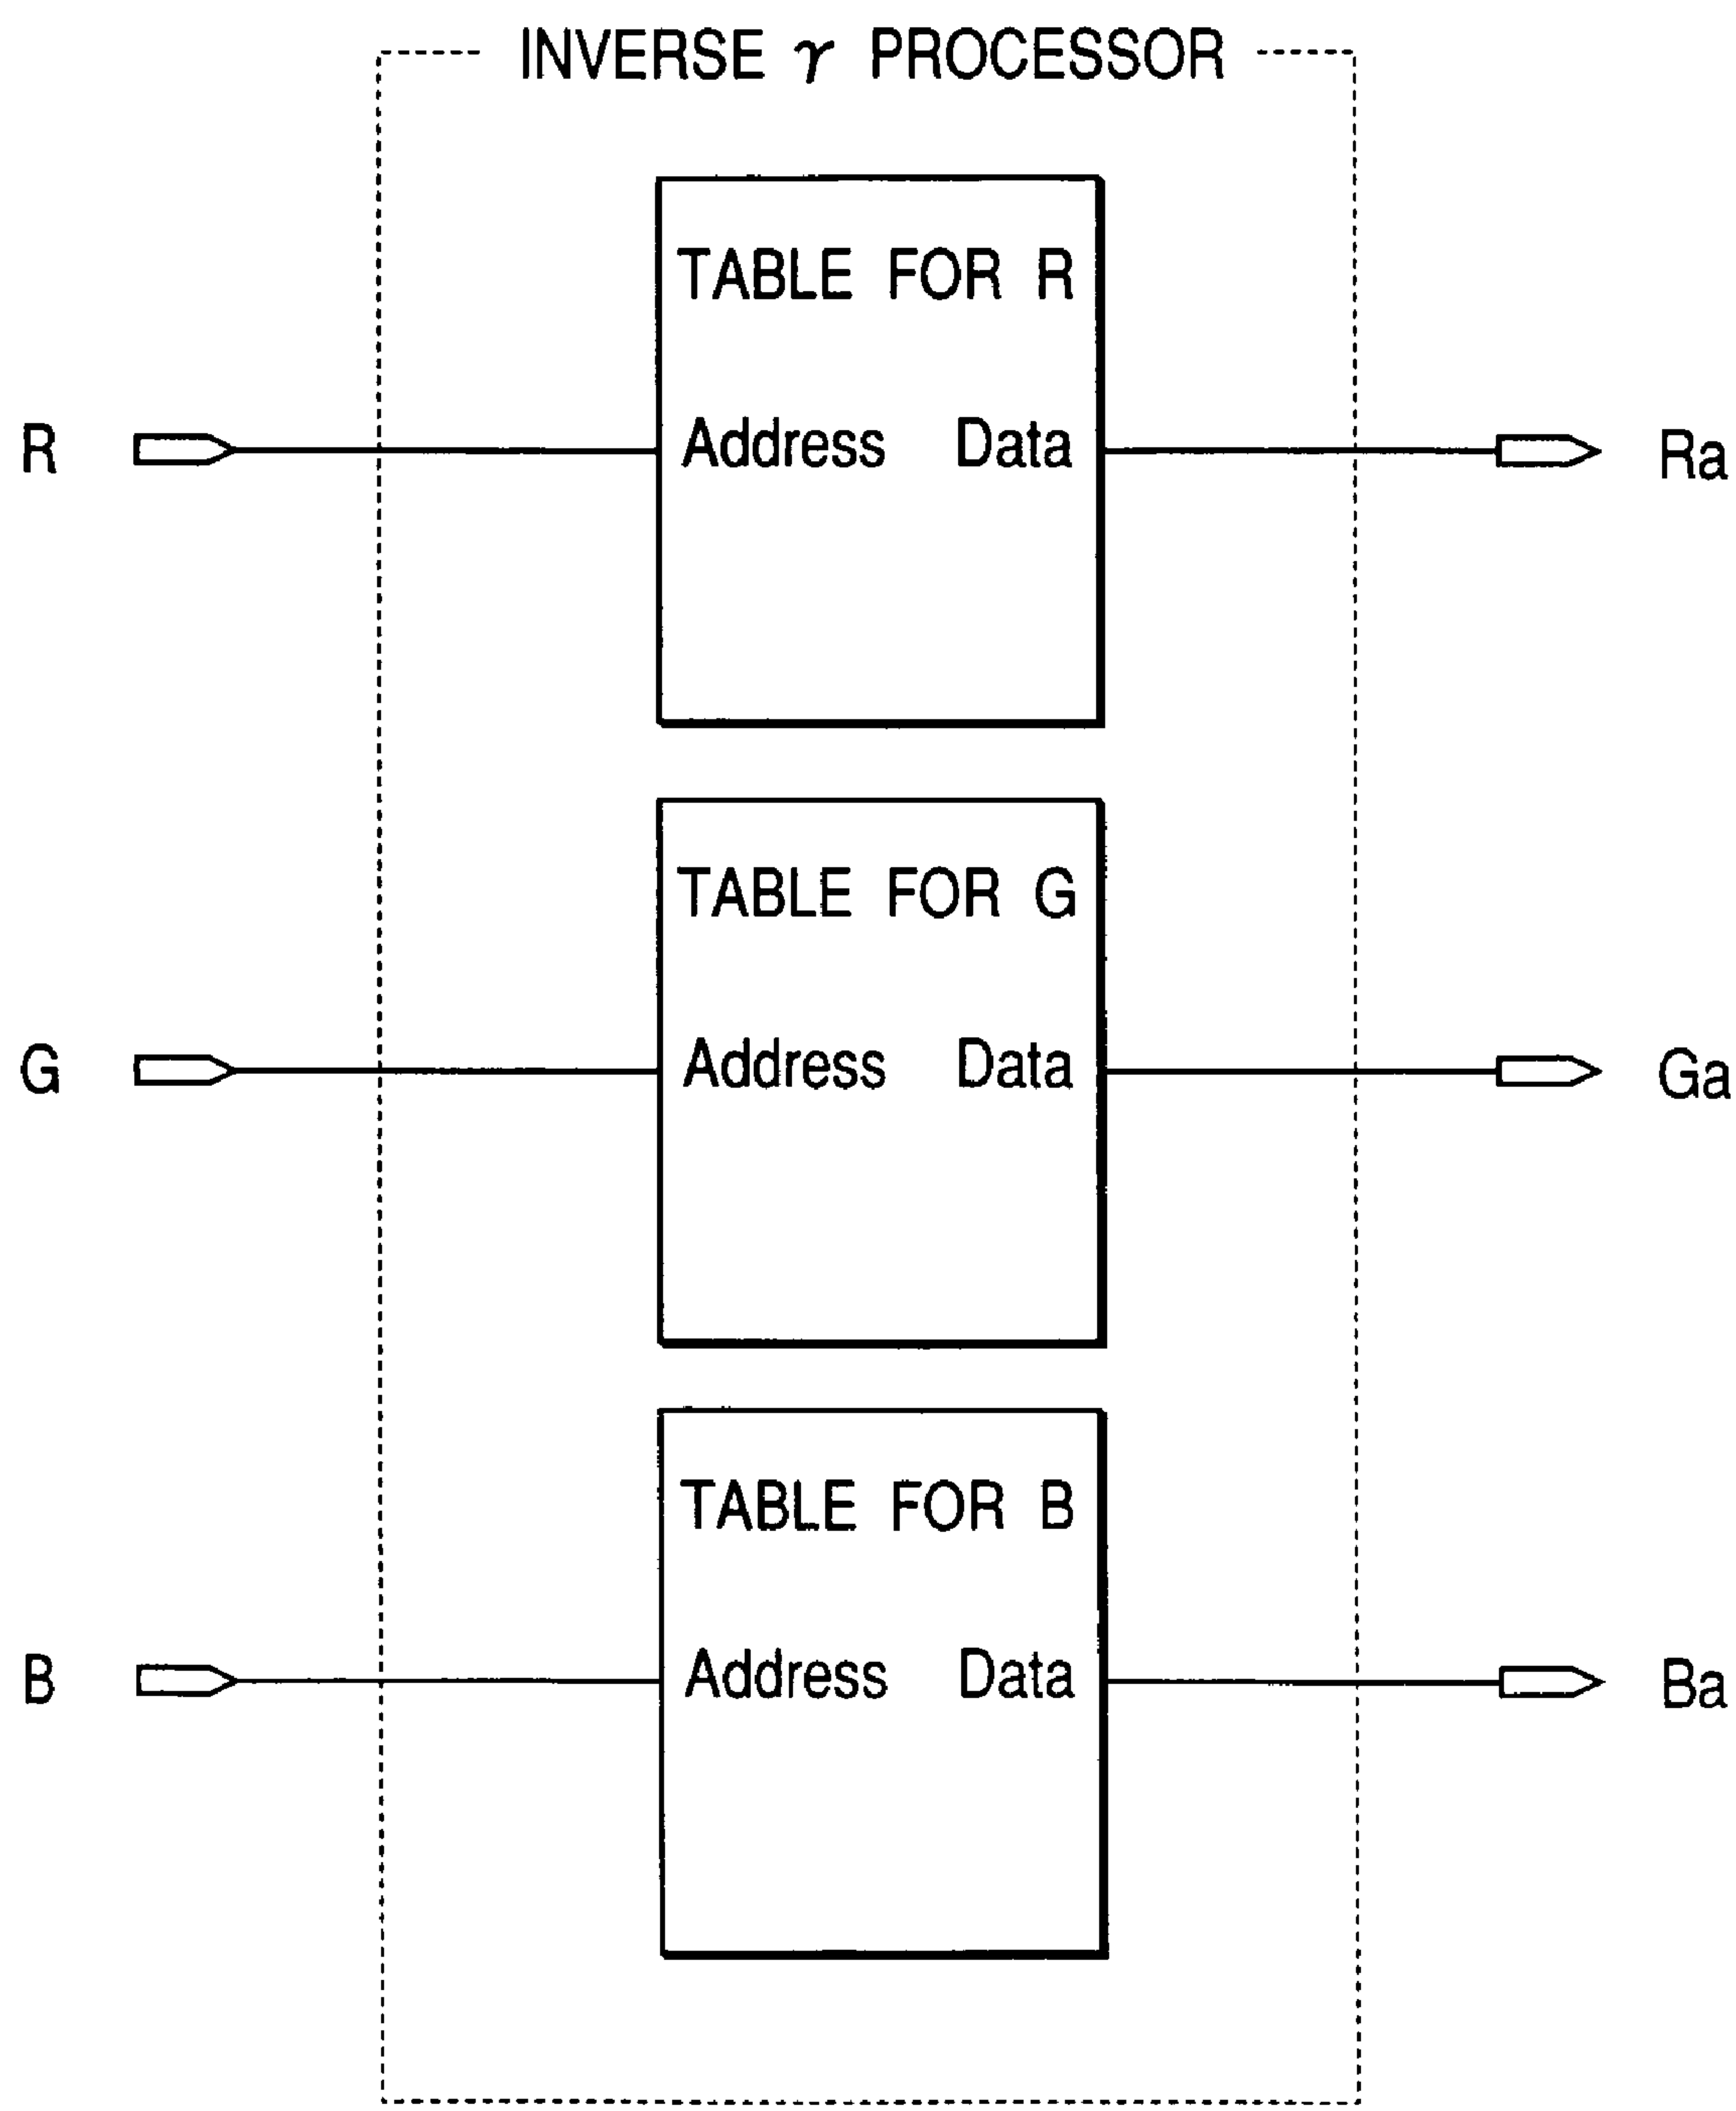 INVERSE γ PROCESSOR
TABLE FOR R
R Address Data Ra
TABLE FOR G
G Address Data Ga
TABLE FOR B
B Address Data Ba